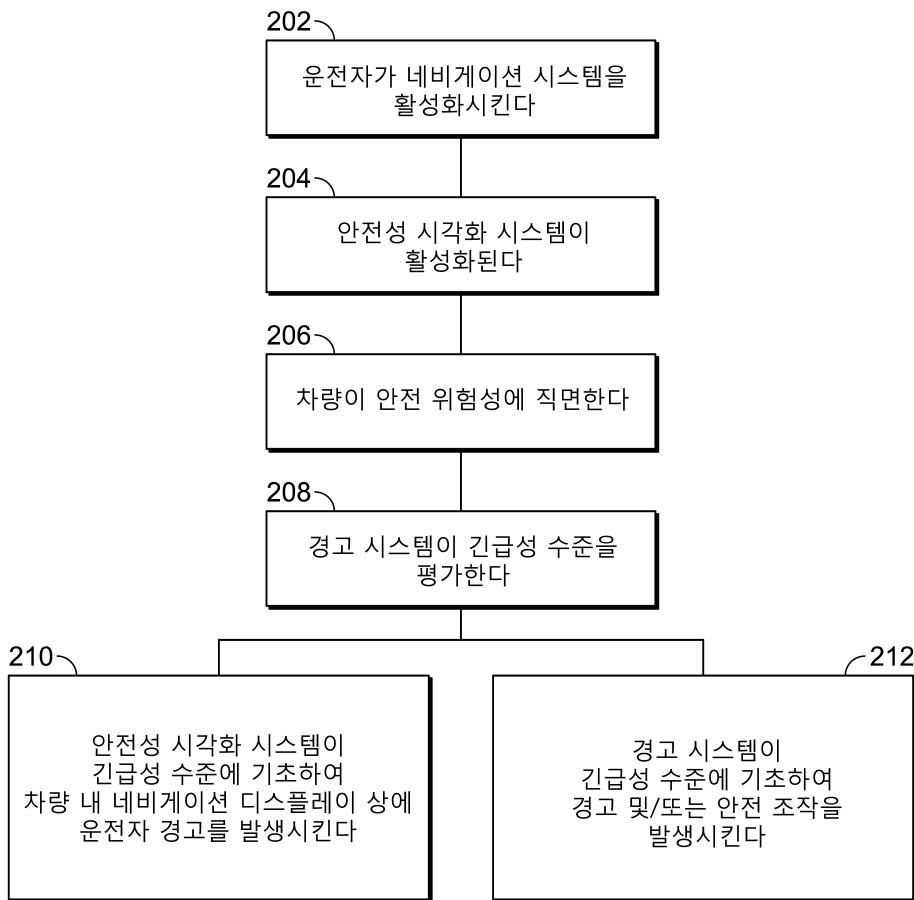 202
운전자가 네비게이션 시스템을
활성화시킨다
204
안전성 시각화 시스템이
활성화된다
206
차량이 안전 위험성에 직면한다
208
경고 시스템이 긴급성 수준을
평가한다
210
안전성 시각화 시스템이
긴급성 수준에 기초하여
차량 내 네비게이션 디스플레이 상에
운전자 경고를 발생시킨다
212
경고 시스템이
긴급성 수준에 기초하여
경고 및/또는 안전 조작을
발생시킨다